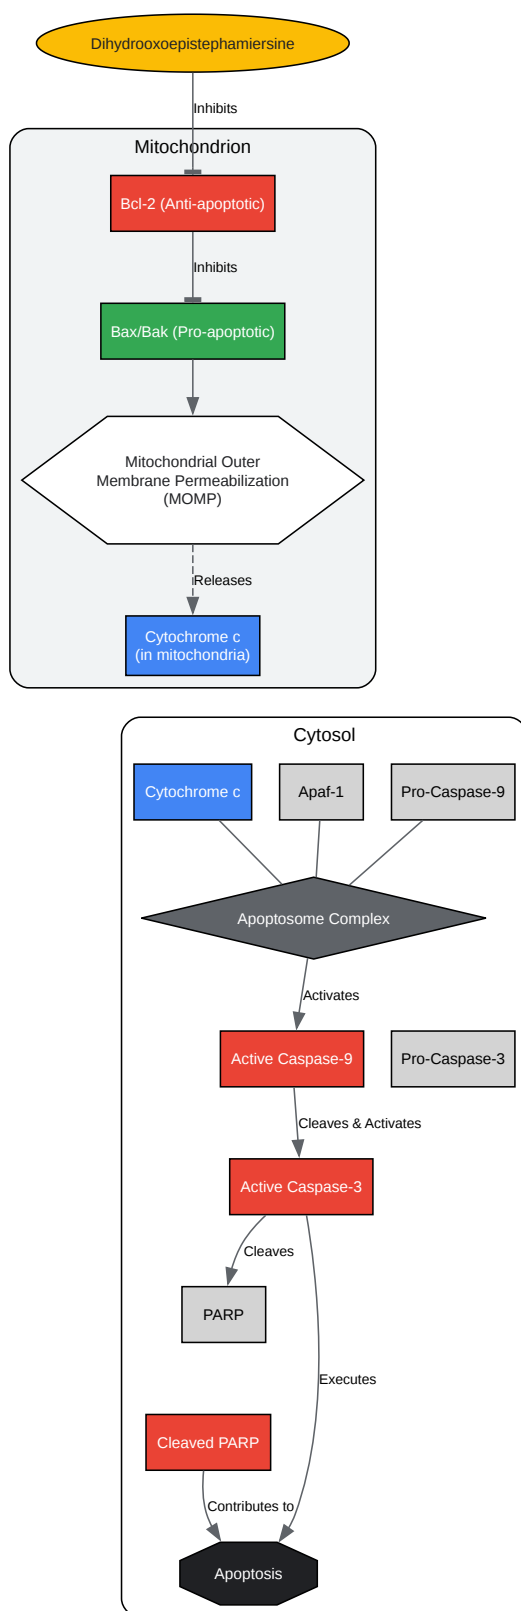 Dihydrooxoepistephamiersine
Inhibits
Mitochondrion
Bcl-2 (Anti-apoptotic)
Inhibits
Bax/Bak (Pro-apoptotic)
Mitochondrial Outer
Membrane Permeabilization
(MOMP)
Releases
Cytochrome c
(in mitochondria)
Cytosol
Cytochrome c
Apaf-1
Pro-Caspase-9
Apoptosome Complex
Activates
Active Caspase-9
Pro-Caspase-3
Cleaves & Activates
Active Caspase-3
Cleaves
PARP
Executes
Cleaved PARP
Contributes to
Apoptosis